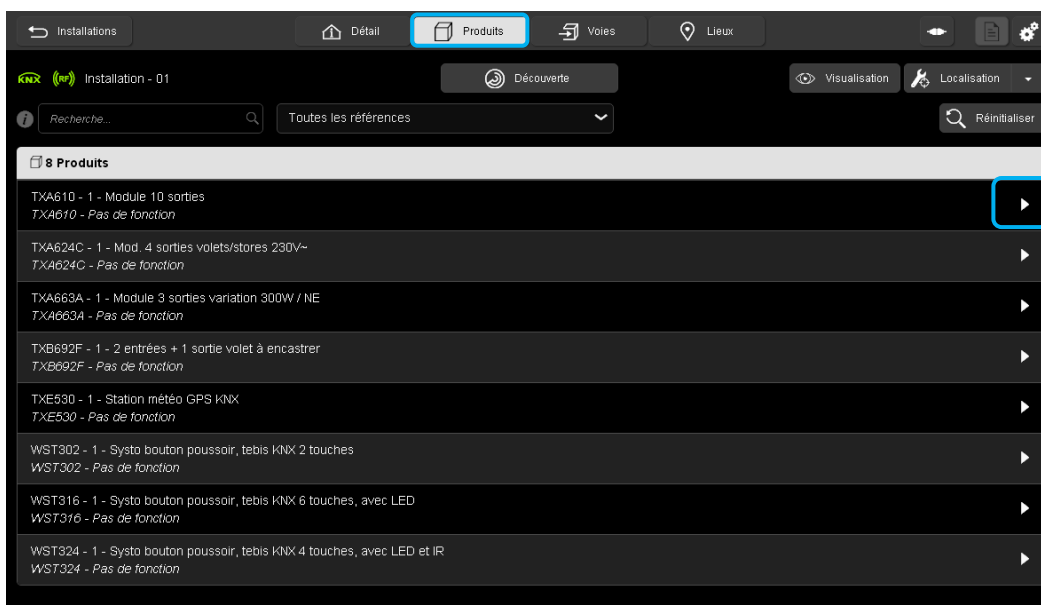 Installations
Détail
Produits
Voies
Lieux
KNX ((RF)) Installation - 01
Découverte
Visualisation
Localisation
Recherche...
Toutes les références
Réinitialiser
8 Produits
TXA610 - 1 - Module 10 sorties
TXA610 - Pas de fonction
TXA624C - 1 - Mod. 4 sorties volets/stores 230V~
TXA624C - Pas de fonction
TXA663A - 1 - Module 3 sorties variation 300W / NE
TXA663A - Pas de fonction
TXB692F - 1 - 2 entrées + 1 sortie volet à encastrer
TXB692F - Pas de fonction
TXE530 - 1 - Station météo GPS KNX
TXE530 - Pas de fonction
WST302 - 1 - Systo bouton poussoir, tebis KNX 2 touches
WST302 - Pas de fonction
WST316 - 1 - Systo bouton poussoir, tebis KNX 6 touches, avec LED
WST316 - Pas de fonction
WST324 - 1 - Systo bouton poussoir, tebis KNX 4 touches, avec LED et IR
WST324 - Pas de fonction